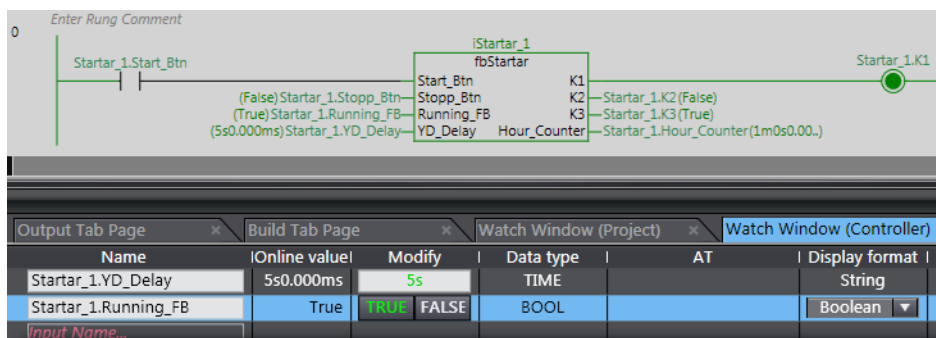 Enter Rung Comment
0
iStartar_1
Startar_1.Start_Btn fbStartar Startar_1.K1
Start_Btn K1
(False)Startar_1.Stopp_Btn Stopp_Btn K2 Startar_1.K2(False)
(True)Startar_1.Running_FB Running_FB K3 Startar_1.K3(True)
(5s0.000ms)Startar_1.YD_Delay YD_Delay Hour_Counter Startar_1.Hour_Counter(1m0s0.00..)
Output Tab Page × Build Tab Page × Watch Window (Project) × Watch Window (Controller)
Name Online value Modify Data type AT Display format
Startar_1.YD_Delay 5s0.000ms 5s TIME String
Startar_1.Running_FB True TRUE FALSE BOOL Boolean ▼
Input Name...